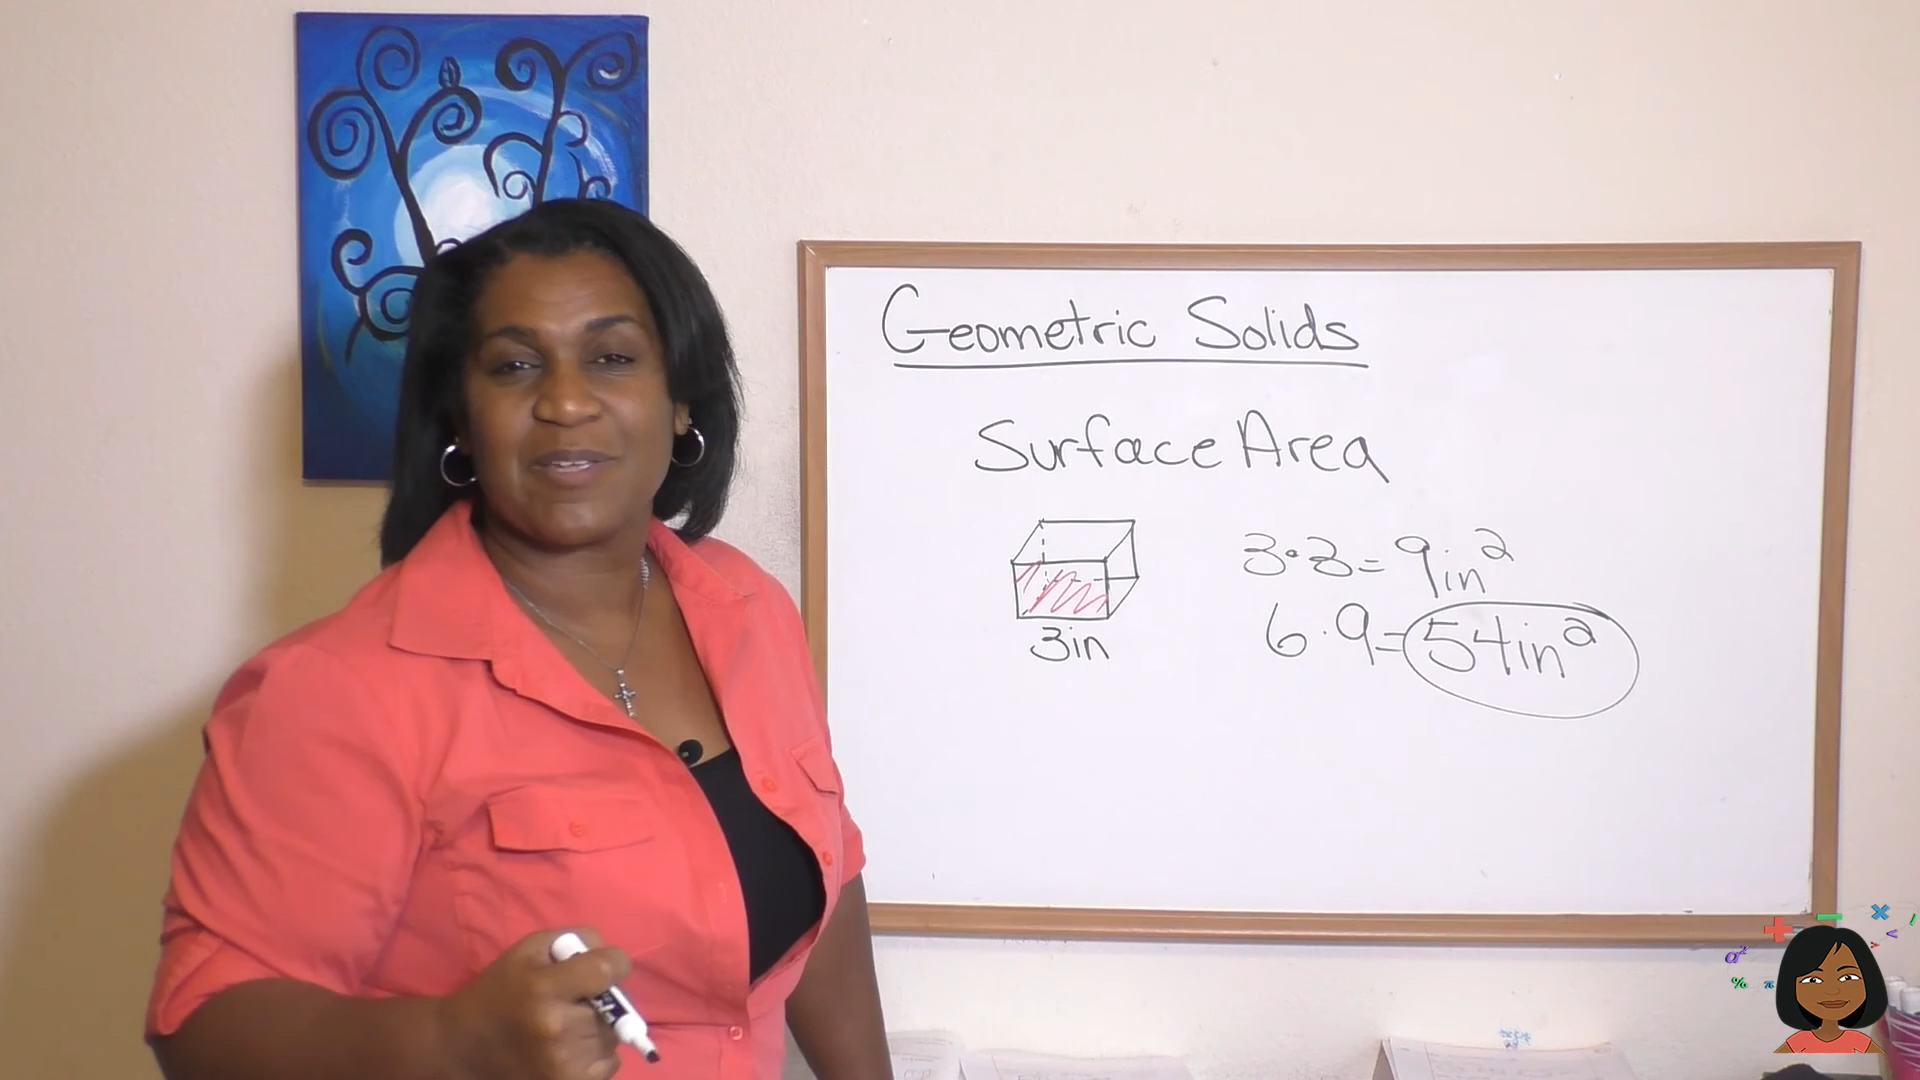 Geometric Solids
Surface Area
3in
3·3= 9in²
6·9= 54in²